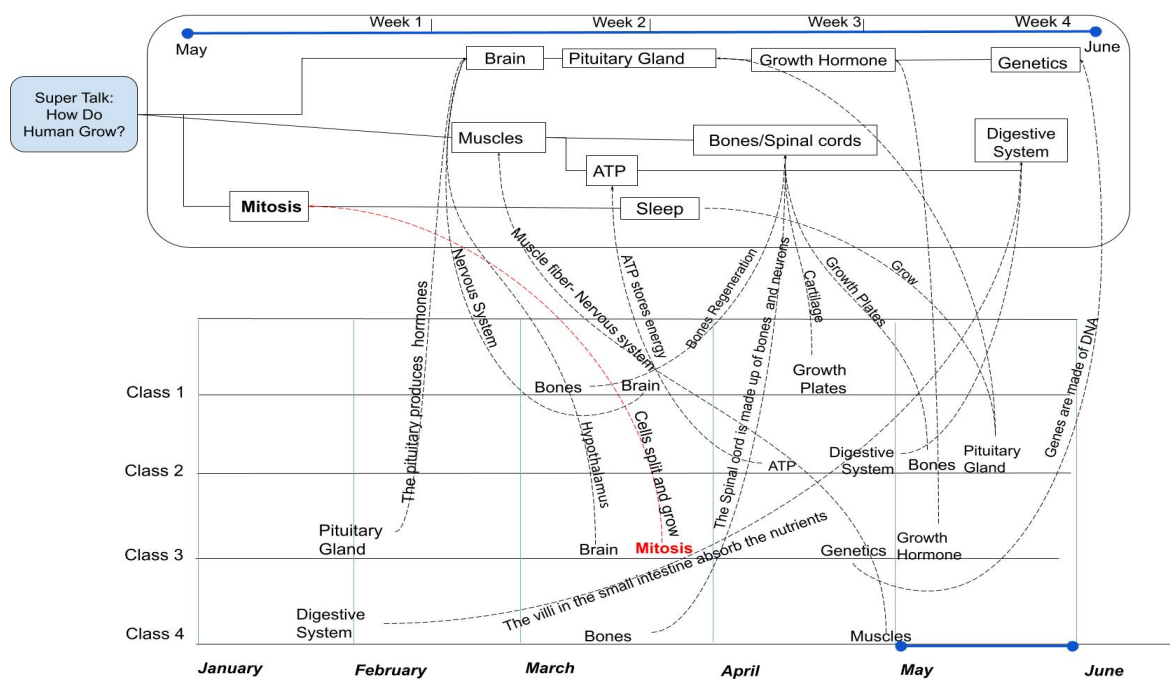 Week 1
Week 2
Week 3
Week 4
May
June
Super Talk:
How Do
Human Grow?
Brain
Pituitary Gland
Growth Hormone
Genetics
Muscles
Bones/Spinal cords
Digestive
System
ATP
Mitosis
Sleep
The pituitary produces hormones
Nervous System
Muscle fiber- Nervous system
ATP stores energy
Bones Regeneration
The Spinal cord is made up of bones and neurons
Cartilage
Growth Plates
Grow
Genes are made of DNA
Hypothalamus
Cells split and grow
The villi in the small intestine absorb the nutrients
Class 1
Bones
Brain
Growth
Plates
Class 2
ATP
Digestive
System
Bones
Pituitary
Gland
Class 3
Pituitary
Gland
Brain
Mitosis
Genetics
Growth
Hormone
Class 4
Digestive
System
Bones
Muscles
January
February
March
April
May
June